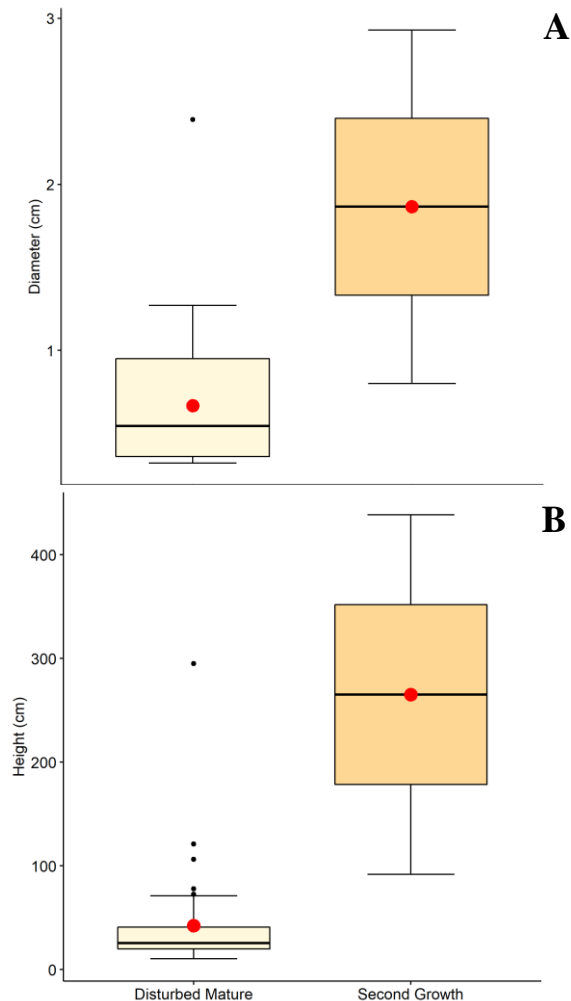 A
3
2
1
Diameter (cm)
B
400
300
200
100
0
Height (cm)
Disturbed Mature Second Growth